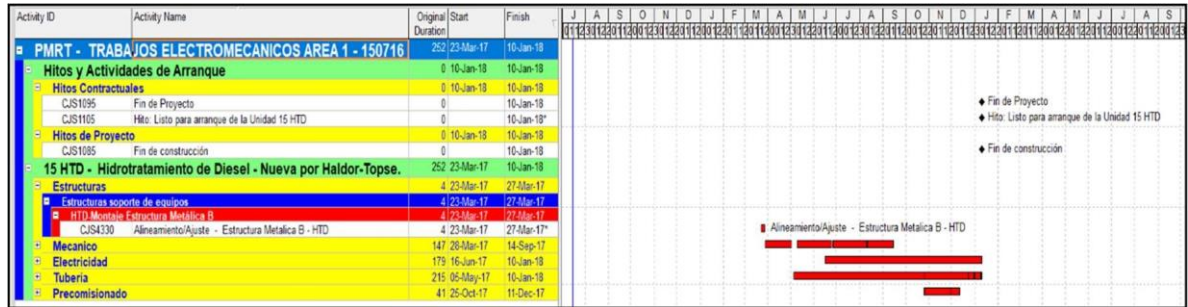 Activity ID Activity Name Original Duration Start Finish J A S O N D J F M A M J J A S O N D J F M A M J J A S
PMRT - TRABAJOS ELECTROMECANICOS AREA 1 - 150716 252 23-Mar-17 10-Jan-18
Hitos y Actividades de Arranque 0 10-Jan-18 10-Jan-18
Hitos Contractuales 0 10-Jan-18 10-Jan-18
CJS1095 Fin de Proyecto 0 10-Jan-18 Fin de Proyecto
CJS1105 Hito: Listo para arranque de la Unidad 15 HTD 0 10-Jan-18* Hito: Listo para arranque de la Unidad 15 HTD
Hitos de Proyecto 0 10-Jan-18 10-Jan-18
CJS1085 Fin de construcción 0 10-Jan-18 Fin de construcción
15 HTD - Hidrotratamiento de Diesel - Nueva por Haldor-Topse. 252 23-Mar-17 10-Jan-18
Estructuras 4 23-Mar-17 27-Mar-17
Estructuras soporte de equipos 4 23-Mar-17 27-Mar-17
HTD-Montaje Estructura Metálica B 4 23-Mar-17 27-Mar-17
CJS4330 Alineamiento/Ajuste - Estructura Metalica B - HTD 4 23-Mar-17 27-Mar-17* Alineamiento/Ajuste - Estructura Metalica B - HTD
Mecanico 147 28-Mar-17 14-Sep-17
Electricidad 179 16-Jun-17 10-Jan-18
Tuberia 215 05-May-17 10-Jan-18
Precomisionado 41 25-Oct-17 11-Dec-17